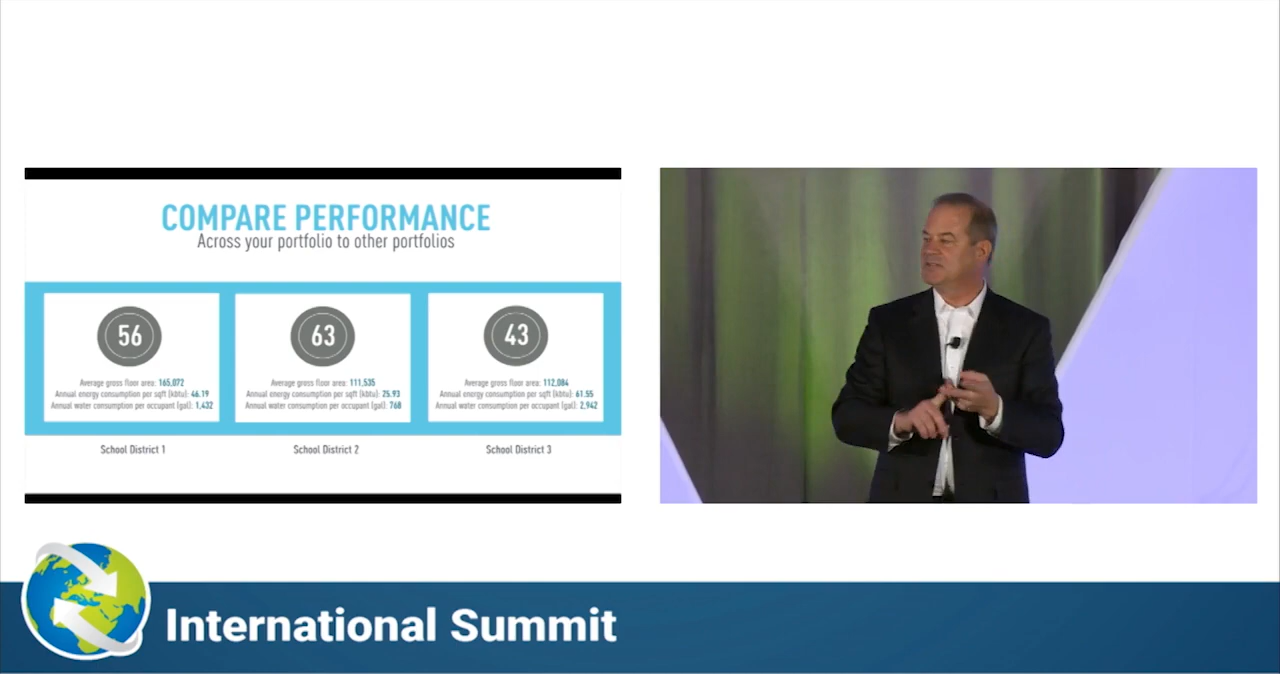 COMPARE PERFORMANCE
Across your portfolio to other portfolios
56
Average gross floor area: 165,072
Annual energy consumption per sqft (kbtu): 46.19
Annual water consumption per occupant (gal): 1,432
School District 1
63
Average gross floor area: 111,535
Annual energy consumption per sqft (kbtu): 25.93
Annual water consumption per occupant (gal): 768
School District 2
43
Average gross floor area: 112,084
Annual energy consumption per sqft (kbtu): 61.55
Annual water consumption per occupant (gal): 2,942
School District 3
International Summit